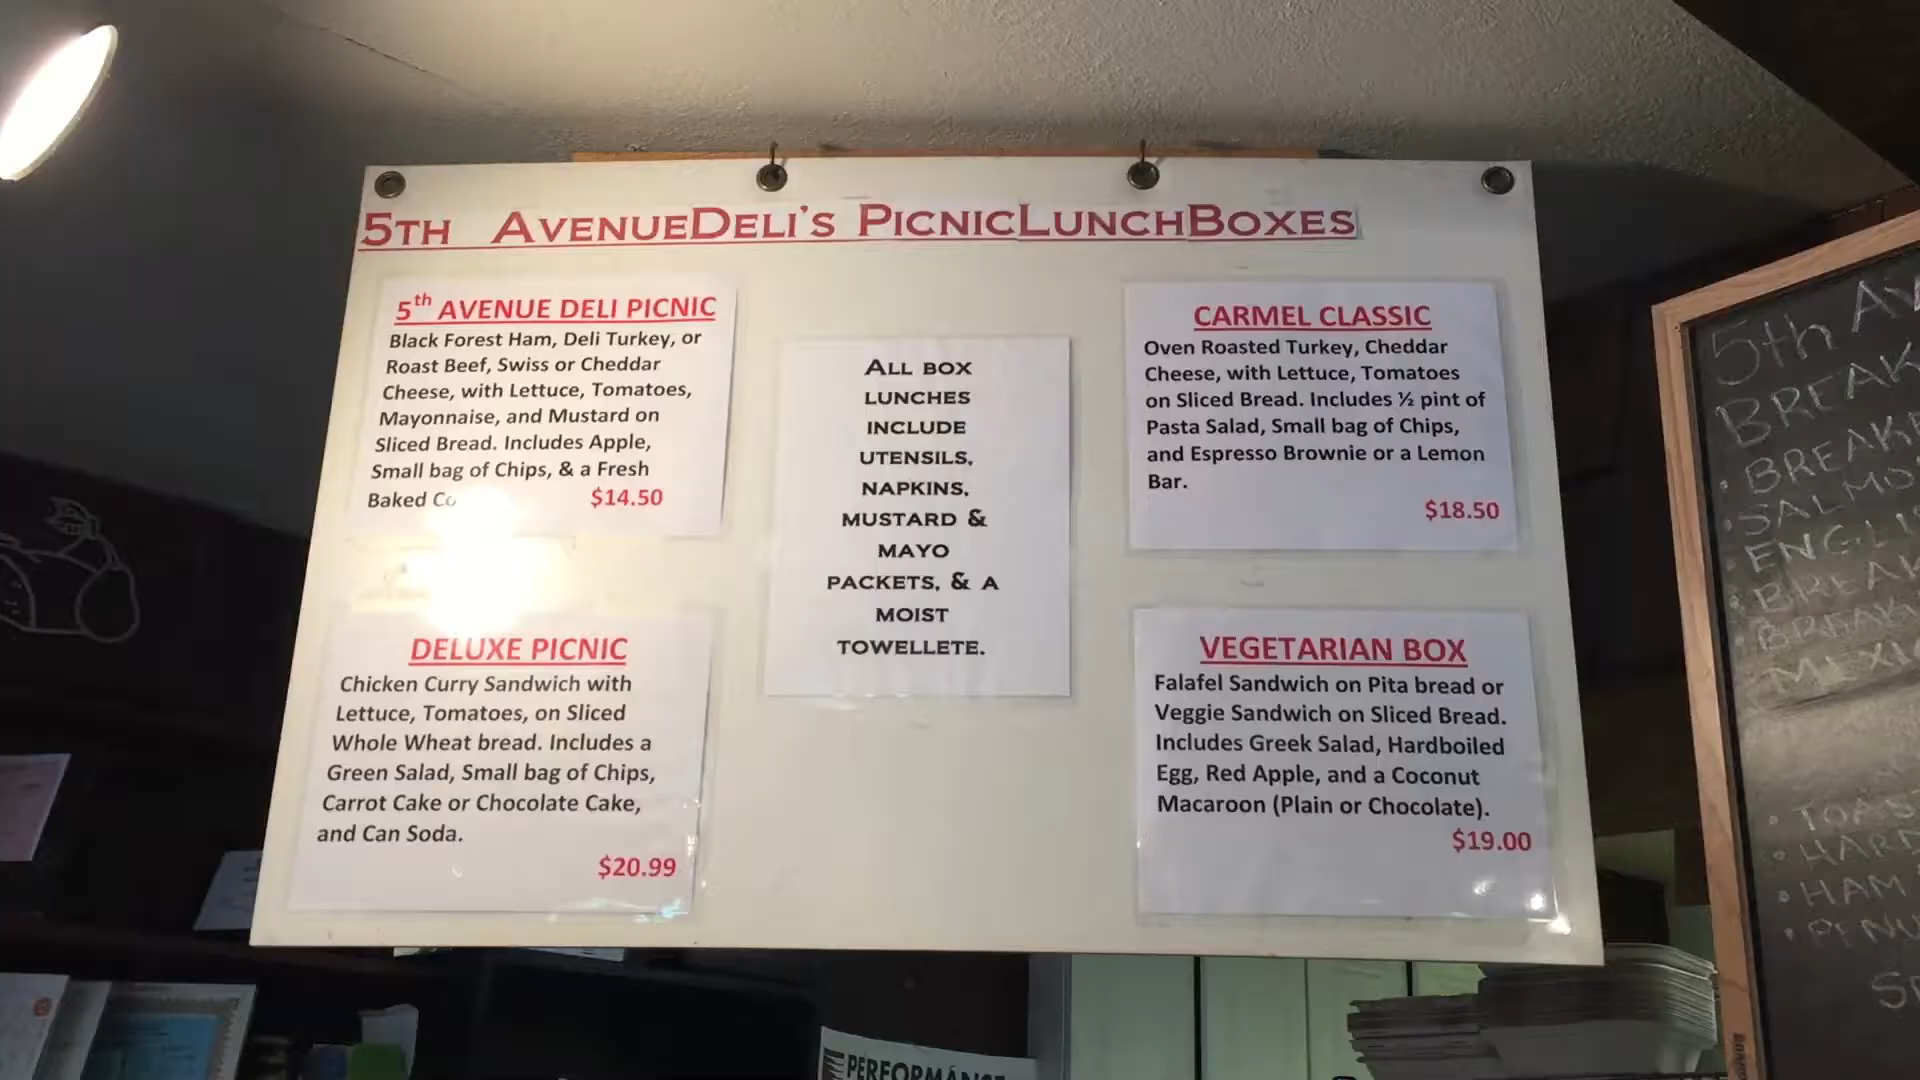 5TH AVENUEDELI'S PICNICLUNCHBOXES
5th AVENUE DELI PICNIC
Black Forest Ham, Deli Turkey, or
Roast Beef, Swiss or Cheddar
Cheese, with Lettuce, Tomatoes,
Mayonnaise, and Mustard on
Sliced Bread. Includes Apple,
Small bag of Chips, & a Fresh
Baked $14.50
DELUXE PICNIC
Chicken Curry Sandwich with
Lettuce, Tomatoes, on Sliced
Whole Wheat bread. Includes a
Green Salad, Small bag of Chips,
Carrot Cake or Chocolate Cake,
and Can Soda.
$20.99
ALL BOX
LUNCHES
INCLUDE
UTENSILS,
NAPKINS,
MUSTARD &
MAYO
PACKETS, & A
MOIST
TOWELLETE.
CARMEL CLASSIC
Oven Roasted Turkey, Cheddar
Cheese, with Lettuce, Tomatoes
on Sliced Bread. Includes ½ pint of
Pasta Salad, Small bag of Chips,
and Espresso Brownie or a Lemon
Bar.
$18.50
VEGETARIAN BOX
Falafel Sandwich on Pita bread or
Veggie Sandwich on Sliced Bread.
Includes Greek Salad, Hardboiled
Egg, Red Apple, and a Coconut
Macaroon (Plain or Chocolate).
$19.00
5th
HAM
PERFORMANCE